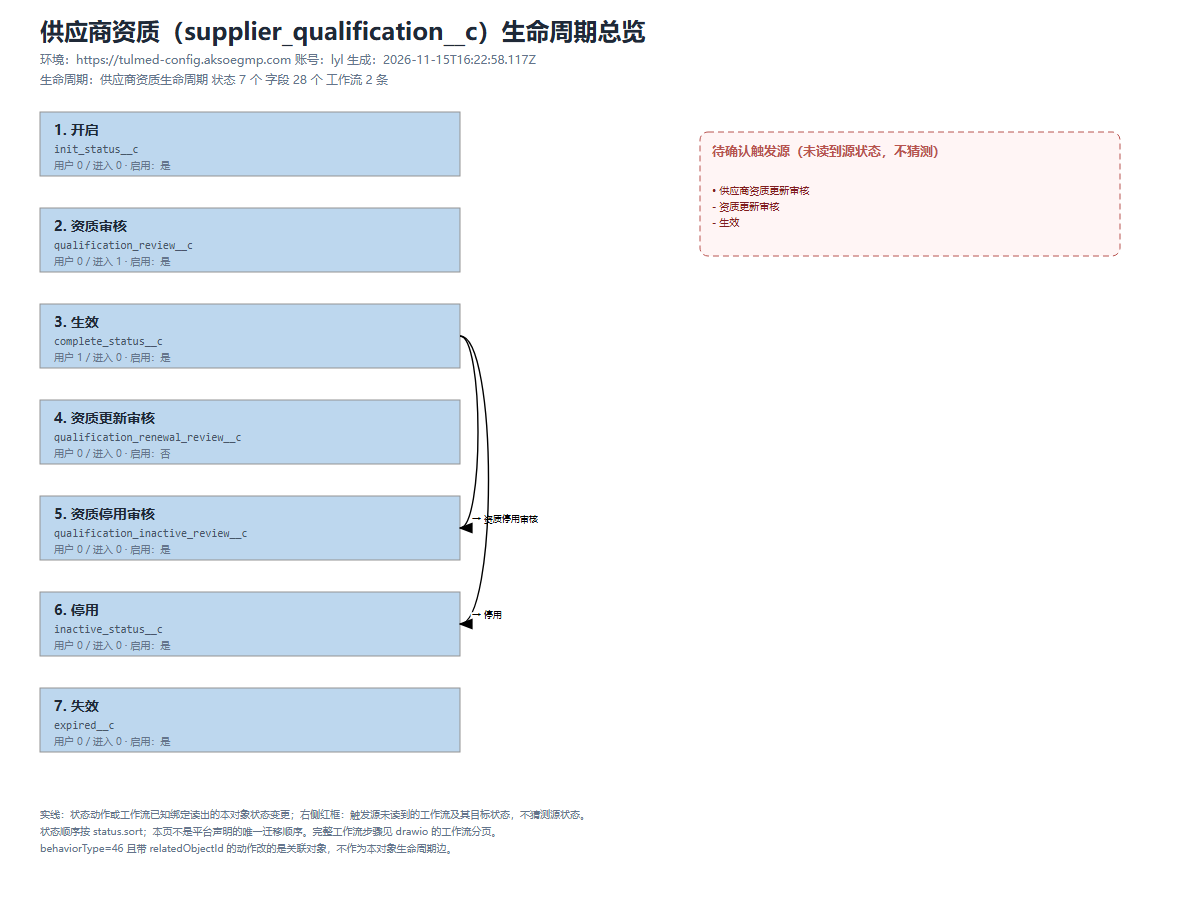 供应商资质（supplier_qualification__c）生命周期总览
环境：https://tulmed-config.aksoegmp.com 账号：lyl 生成：2026-11-15T16:22:58.117Z
生命周期：供应商资质生命周期 状态 7 个 字段 28 个 工作流 2 条
1. 开启
init_status__c
用户 0 / 进入 0 · 启用：是
2. 资质审核
qualification_review__c
用户 0 / 进入 1 · 启用：是
3. 生效
complete_status__c
用户 1 / 进入 0 · 启用：是
4. 资质更新审核
qualification_renewal_review__c
用户 0 / 进入 0 · 启用：否
5. 资质停用审核
qualification_inactive_review__c
用户 0 / 进入 0 · 启用：是
→ 资质停用审核
6. 停用
inactive_status__c
用户 0 / 进入 0 · 启用：是
→ 停用
7. 失效
expired__c
用户 0 / 进入 0 · 启用：是
待确认触发源（未读到源状态，不猜测）
• 供应商资质更新审核
- 资质更新审核
- 生效
实线：状态动作或工作流已知绑定读出的本对象状态变更；右侧红框：触发源未读到的工作流及其目标状态，不猜测源状态。
状态顺序按 status.sort；本页不是平台声明的唯一迁移顺序。完整工作流步骤见 drawio 的工作流分页。
behaviorType=46 且带 relatedObjectId 的动作改的是关联对象，不作为本对象生命周期边。